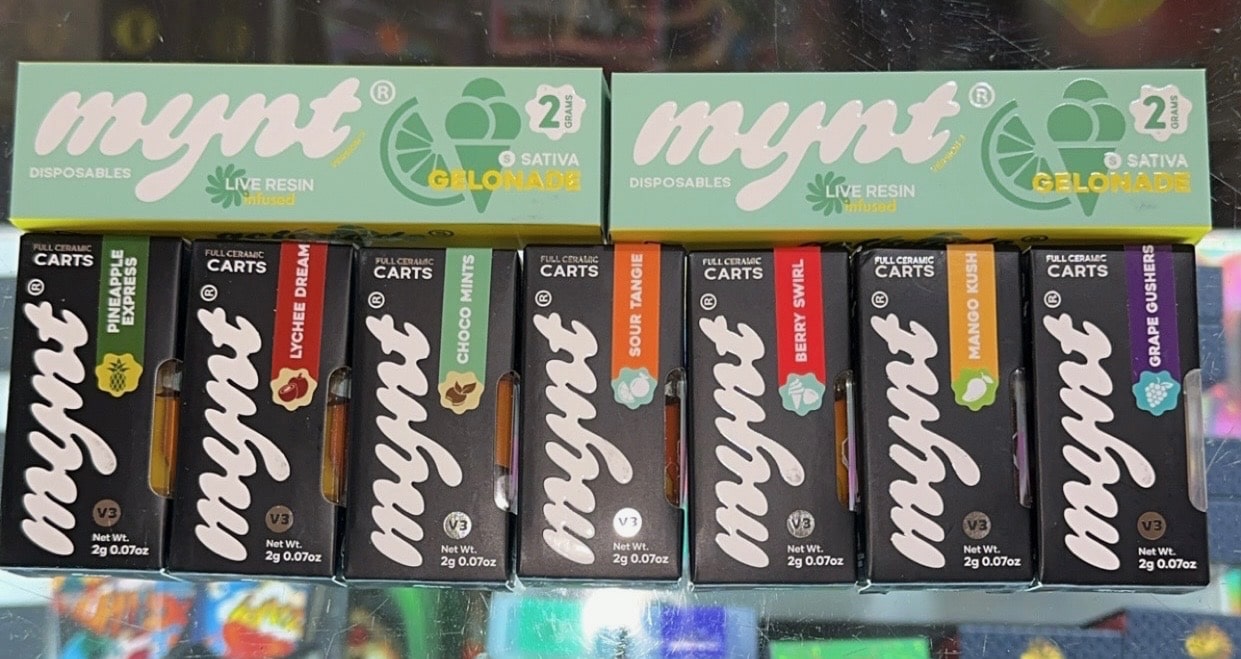 mynt®
DISPOSABLES
VERSION 3
LIVE RESIN
infused
2 GRAMS
S SATIVA
GELONADE
mynt®
DISPOSABLES
LIVE RESIN
infused
2 GRAMS
S SATIVA
GELONADE
FULL CERAMIC
CARTS
PINEAPPLE
EXPRESS
mynt®
V3
Net Wt.
2g 0.07oz
FULL CERAMIC
CARTS
LYCHEE DREAM
mynt®
V3
Net Wt.
2g 0.07oz
FULL CERAMIC
CARTS
CHOCO MINTS
mynt®
V3
Net Wt.
2g 0.07oz
FULL CERAMIC
CARTS
SOUR TANGIE
mynt®
V3
Net Wt.
2g 0.07oz
FULL CERAMIC
CARTS
BERRY SWIRL
mynt®
V3
Net Wt.
2g 0.07oz
FULL CERAMIC
CARTS
MANGO KUSH
mynt®
V3
Net Wt.
2g 0.07oz
FULL CERAMIC
CARTS
GRAPE GUSHERS
mynt®
V3
Net Wt.
2g 0.07oz